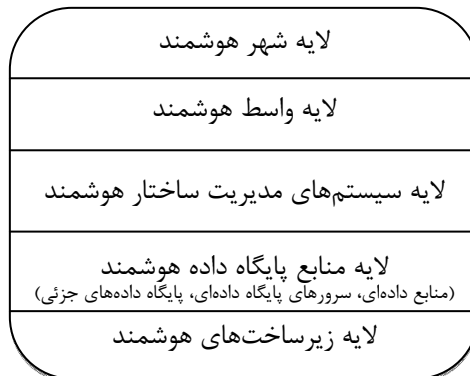 لایه شهر هوشمند
لایه واسط هوشمند
لایه سیستم‌های مدیریت ساختار هوشمند
لایه منابع پایگاه داده هوشمند
(منابع داده‌ای، سرورهای پایگاه داده‌ای، پایگاه داده‌های جزئی)
لایه زیرساخت‌های هوشمند